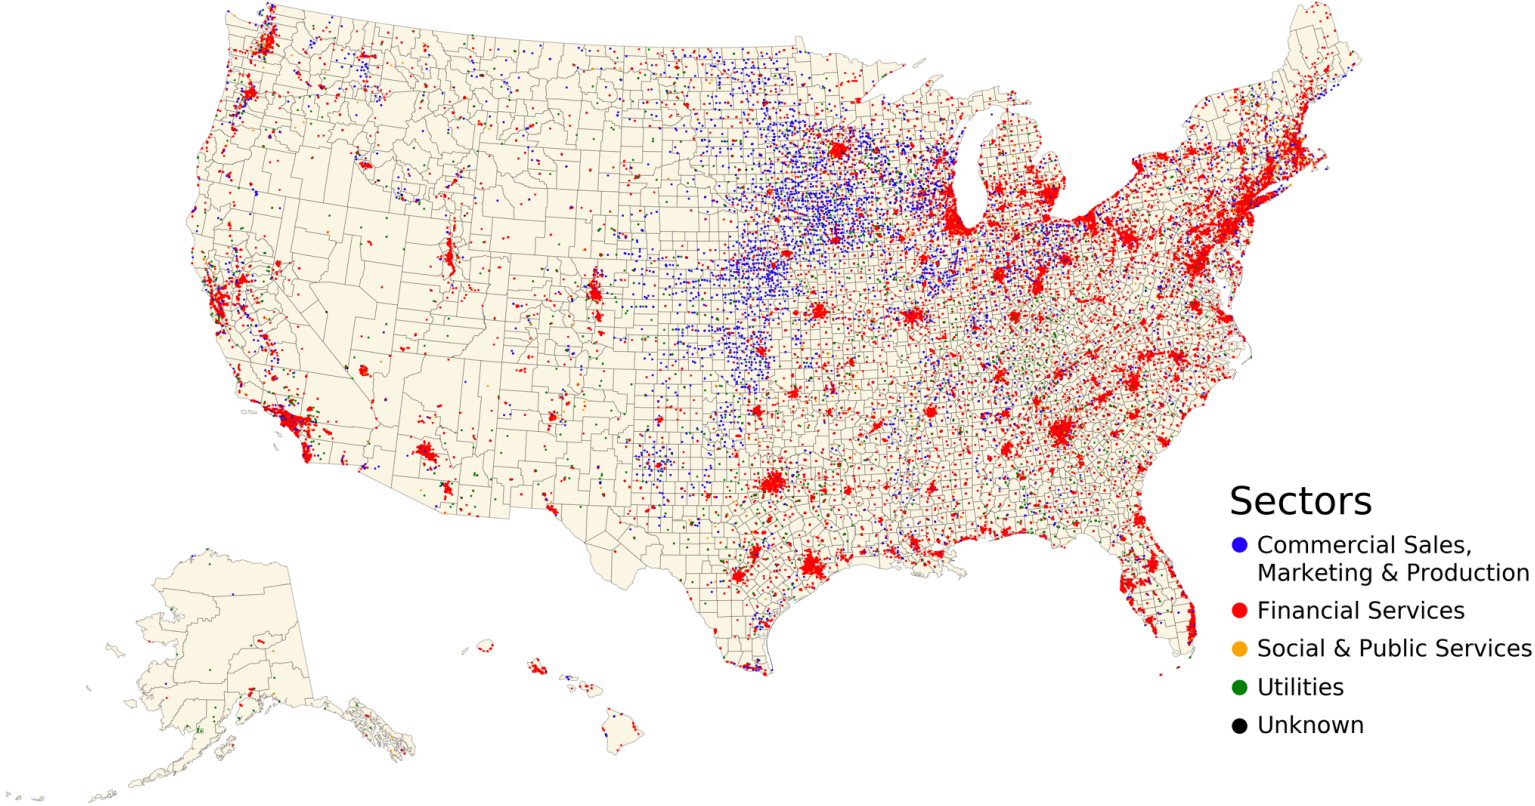 Sectors
Commercial Sales,
Marketing & Production
Financial Services
Social & Public Services
Utilities
Unknown